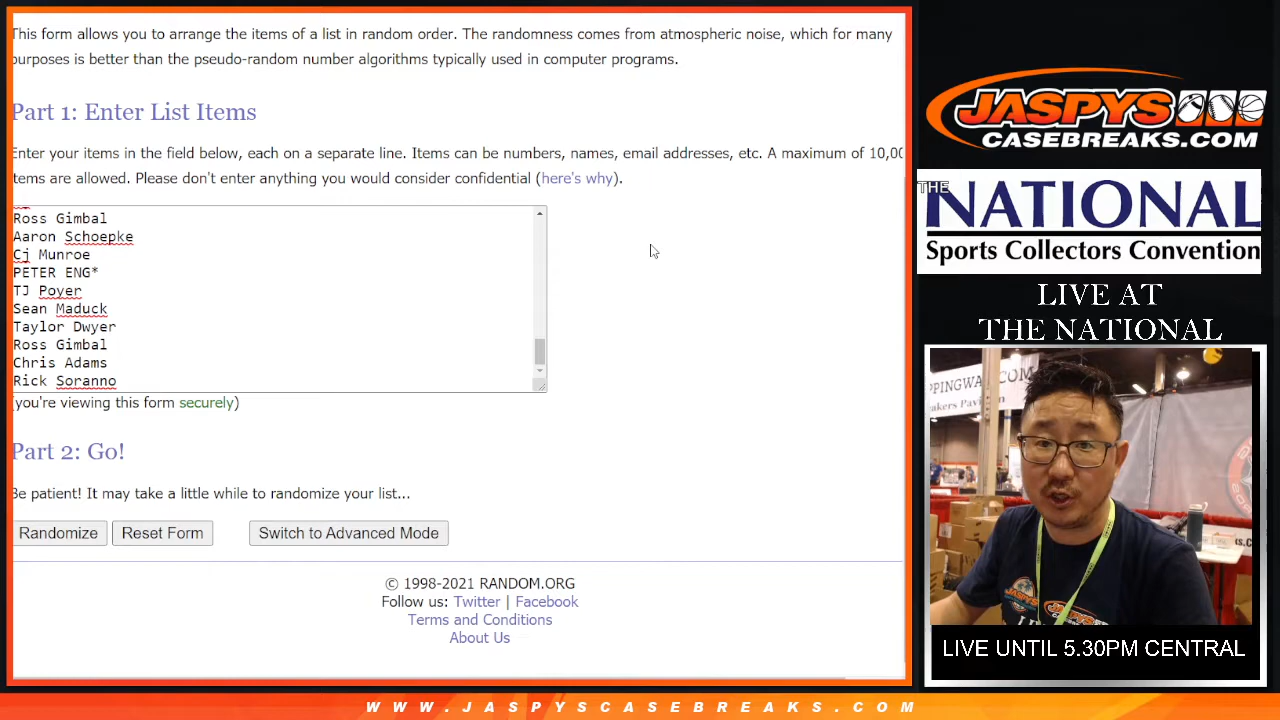 This form allows you to arrange the items of a list in random order. The randomness comes from atmospheric noise, which for many
purposes is better than the pseudo-random number algorithms typically used in computer programs.
Part 1: Enter List Items
Enter your items in the field below, each on a separate line. Items can be numbers, names, email addresses, etc. A maximum of 10,00
items are allowed. Please don't enter anything you would consider confidential (here's why).
Ross Gimbal
Aaron Schoepke
Cj Munroe
PETER ENG*
TJ Poyer
Sean Maduck
Taylor Dwyer
Ross Gimbal
Chris Adams
Rick Soranno
(you're viewing this form securely)
Part 2: Go!
Be patient! It may take a little while to randomize your list...
Randomize Reset Form Switch to Advanced Mode
© 1998-2021 RANDOM.ORG
Follow us: Twitter | Facebook
Terms and Conditions
About Us
JASPYS
CASEBREAKS.COM
THE
NATIONAL
Sports Collectors Convention
LIVE AT
THE NATIONAL
PPINGWAX.COM
akers Pavilion
JASPYS
LIVE UNTIL 5.30PM CENTRAL
WWW.JASPYSCASEBREAKS.COM